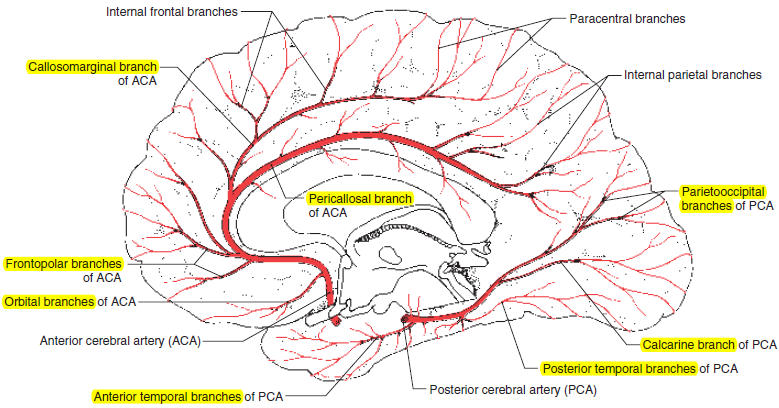 Internal frontal branches
Paracentral branches
Callosomarginal branch
of ACA
Internal parietal branches
Pericallosal branch
of ACA
Parietooccipital
branches of PCA
Frontopolar branches
of ACA
Orbital branches of ACA
Anterior cerebral artery (ACA)
Calcarine branch of PCA
Posterior temporal branches of PCA
Anterior temporal branches of PCA
Posterior cerebral artery (PCA)